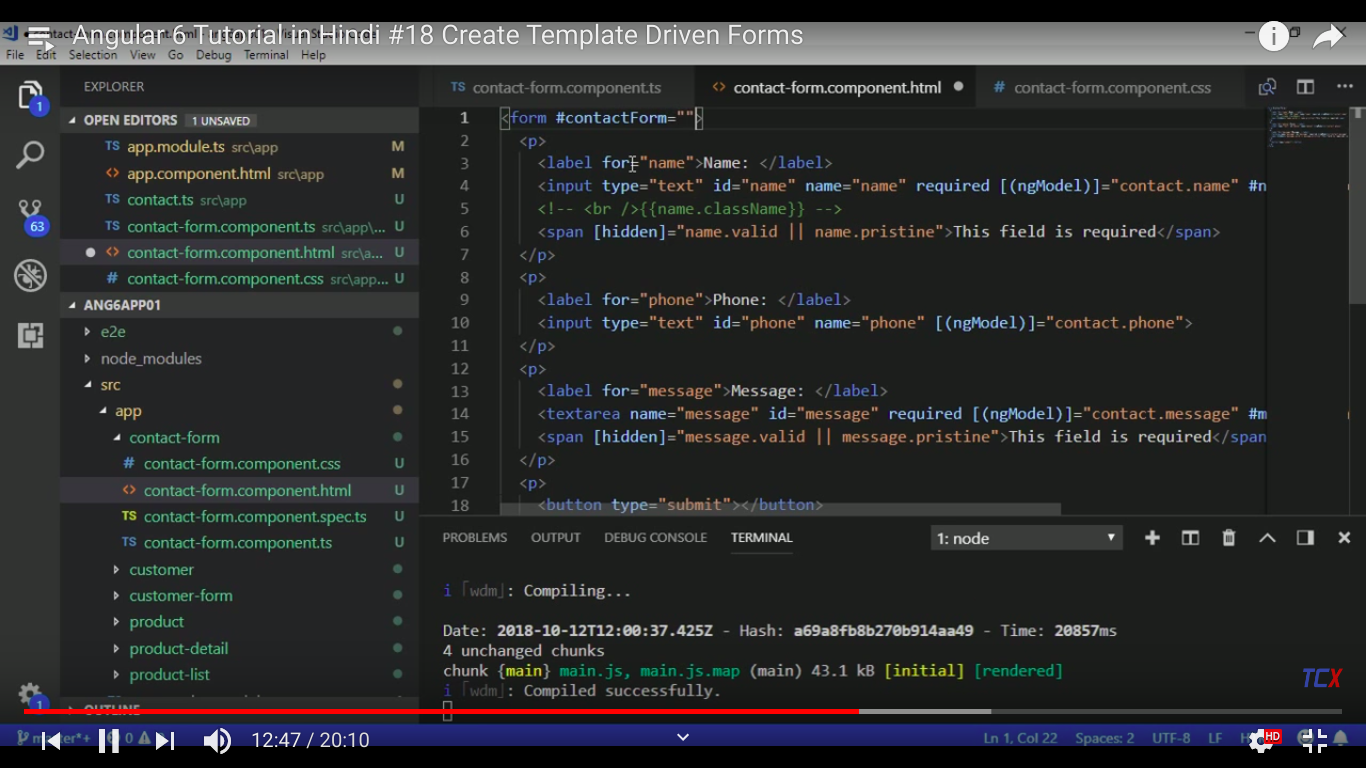 Angular 6 Tutorial in Hindi #18 Create Template Driven Forms
File Edit Selection View Go Debug Terminal Help
EXPLORER
OPEN EDITORS 1 UNSAVED
TS app.module.ts src\app M
<> app.component.html src\app M
TS contact.ts src\app U
TS contact-form.component.ts src\app\... U
<> contact-form.component.html src\a... U
# contact-form.component.css src\app... U
ANG6APP01
e2e
node_modules
src
app
contact-form
# contact-form.component.css U
<> contact-form.component.html U
TS contact-form.component.spec.ts U
TS contact-form.component.ts U
customer
customer-form
product
product-detail
product-list
OUTLINE
1
63
1
TS contact-form.component.ts <> contact-form.component.html # contact-form.component.css
1 <form #contactForm="">
2 <p>
3 <label for="name">Name: </label>
4 <input type="text" id="name" name="name" required [(ngModel)]="contact.name" #n
5 <!-- <br />{{name.className}} -->
6 <span [hidden]="name.valid || name.pristine">This field is required</span>
7 </p>
8 <p>
9 <label for="phone">Phone: </label>
10 <input type="text" id="phone" name="phone" [(ngModel)]="contact.phone">
11 </p>
12 <p>
13 <label for="message">Message: </label>
14 <textarea name="message" id="message" required [(ngModel)]="contact.message" #m
15 <span [hidden]="message.valid || message.pristine">This field is required</span
16 </p>
17 <p>
18 <button type="submit"></button>
PROBLEMS OUTPUT DEBUG CONSOLE TERMINAL 1: node
i ｢wdm｣: Compiling...
Date: 2018-10-12T12:00:37.425Z - Hash: a69a8fb8b270b914aa49 - Time: 20857ms
4 unchanged chunks
chunk {main} main.js, main.js.map (main) 43.1 kB [initial] [rendered]
i ｢wdm｣: Compiled successfully.
TCX
12:47 / 20:10
Ln 1, Col 22 Spaces: 2 UTF-8 LF
HD